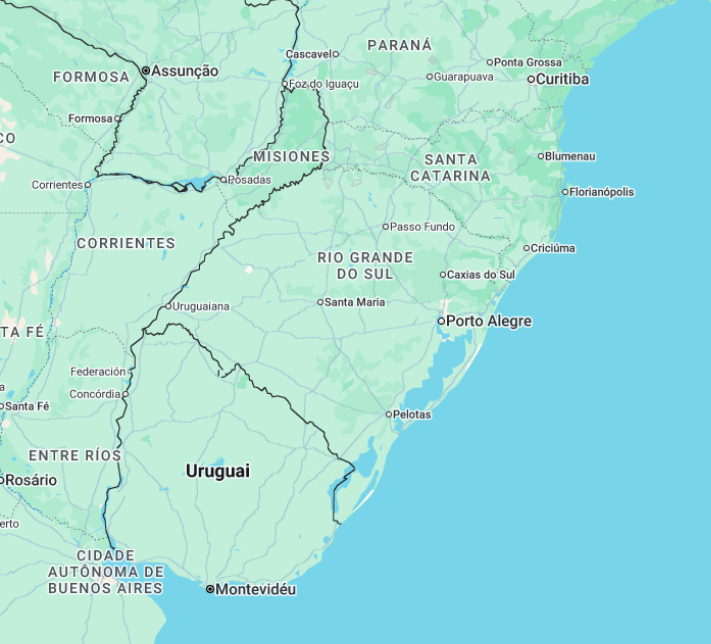 Cascavel
PARANÁ
Ponta Grossa
Assunção
FORMOSA
Guarapuava
Curitiba
Foz do Iguaçu
Formosa
CO
MISIONES
SANTA
CATARINA
Blumenau
Corrientes
Posadas
Florianópolis
Passo Fundo
CORRIENTES
Criciúma
RIO GRANDE
DO SUL
Caxias do Sul
Uruguaiana
Santa Maria
Porto Alegre
TA FÉ
Federación
a
Concórdia
Santa Fé
Pelotas
ENTRE RÍOS
Uruguai
Rosário
erto
CIDADE
AUTÔNOMA DE
BUENOS AIRES
Montevidéu